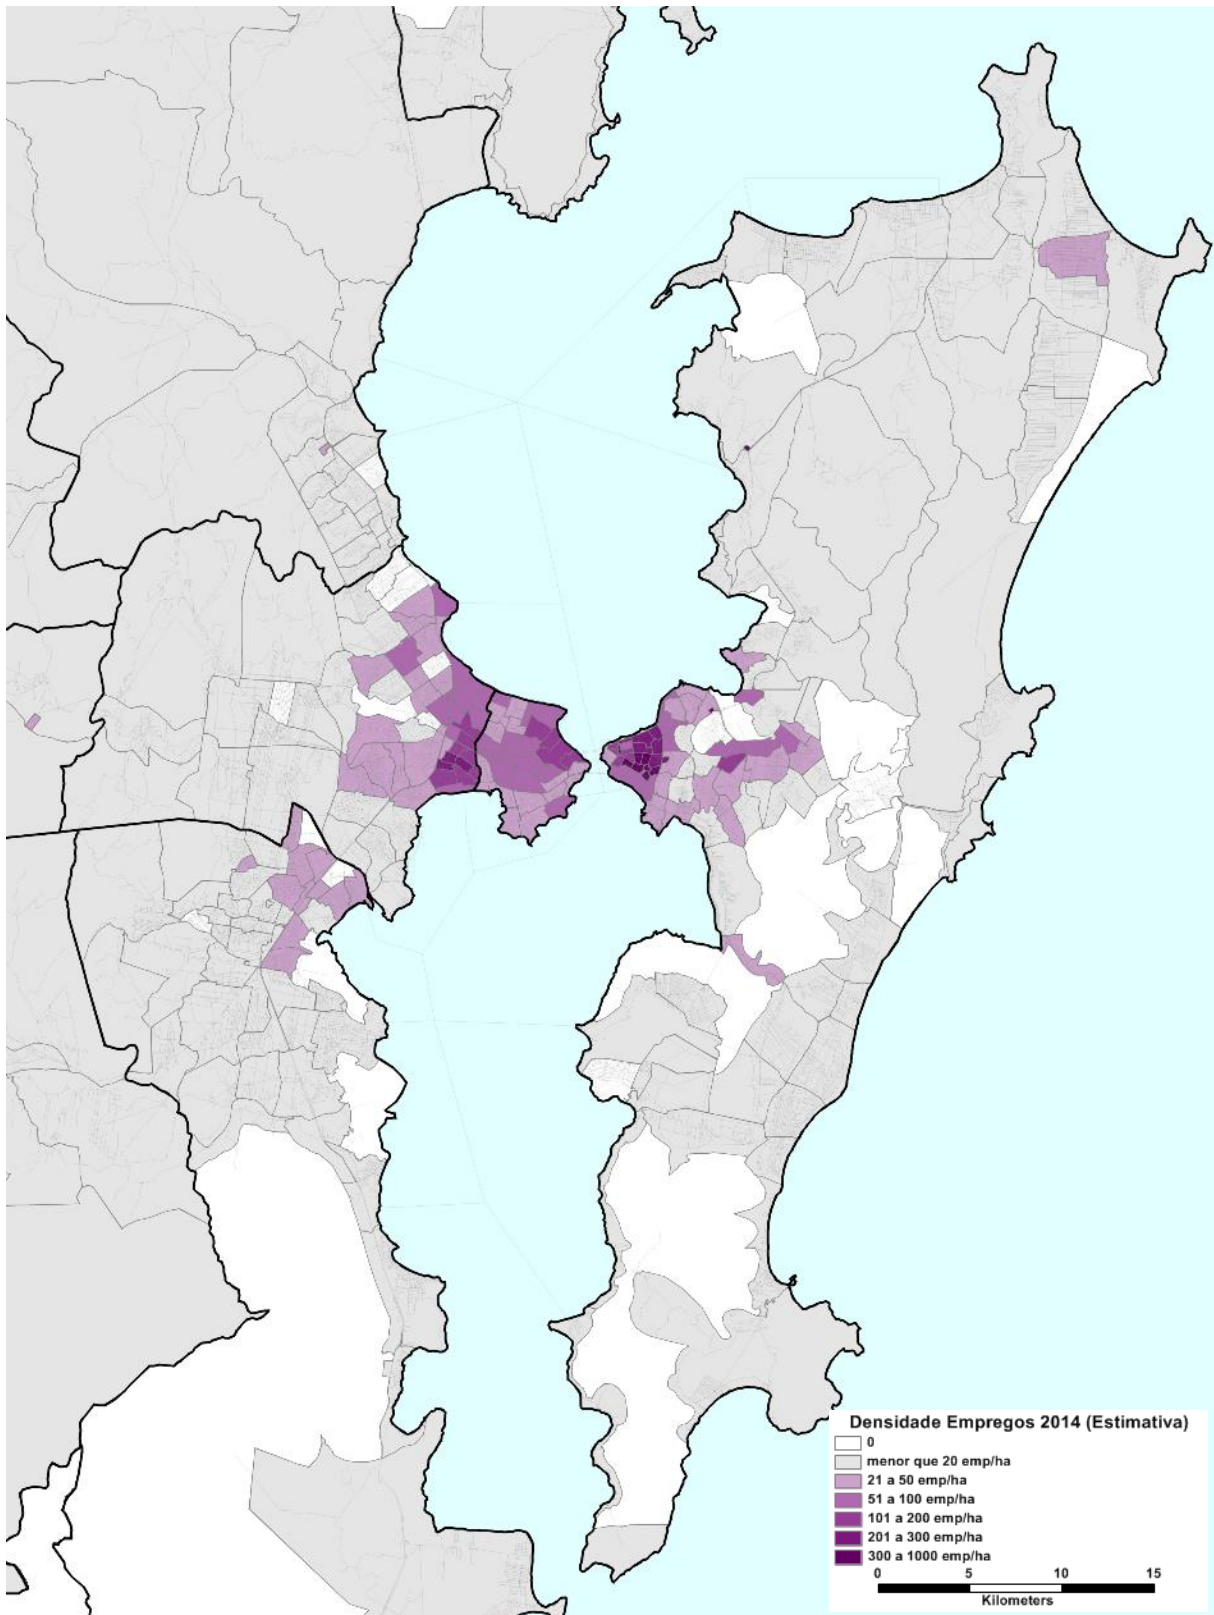 Densidade Empregos 2014 (Estimativa)
0
menor que 20 emp/ha
21 a 50 emp/ha
51 a 100 emp/ha
101 a 200 emp/ha
201 a 300 emp/ha
300 a 1000 emp/ha
0 5 10 15
Kilometers